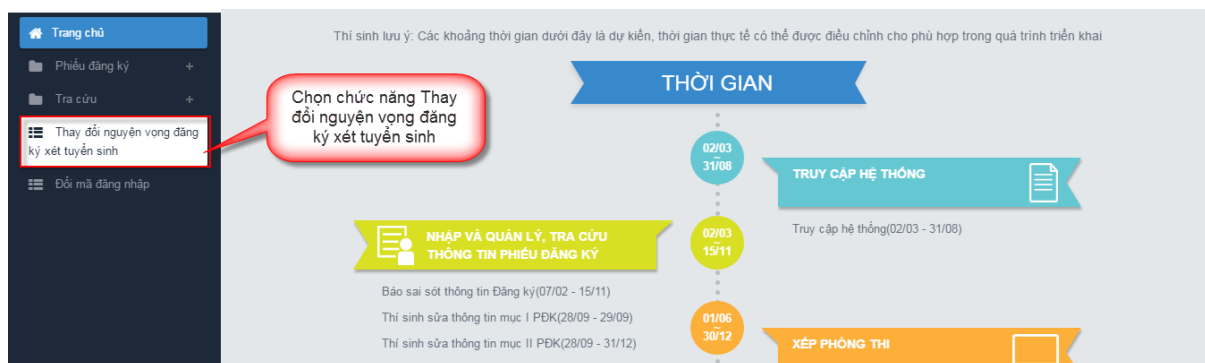 Trang chủ
Phiếu đăng ký +
Tra cứu +
Thay đổi nguyện vọng đăng
ký xét tuyển sinh
Đổi mã đăng nhập
Chọn chức năng Thay
đổi nguyện vọng đăng
ký xét tuyển sinh
Thí sinh lưu ý: Các khoảng thời gian dưới đây là dự kiến, thời gian thực tế có thể được điều chỉnh cho phù hợp trong quá trình triển khai
THỜI GIAN
02/03
~
31/08
TRUY CẬP HỆ THỐNG
Truy cập hệ thống(02/03 - 31/08)
NHẬP VÀ QUẢN LÝ, TRA CỨU
THÔNG TIN PHIẾU ĐĂNG KÝ
02/03
~
15/11
Báo sai sót thông tin Đăng ký(07/02 - 15/11)
Thí sinh sửa thông tin mục I PĐK(28/09 - 29/09)
Thí sinh sửa thông tin mục II PĐK(28/09 - 31/12)
01/06
~
30/12
XẾP PHÒNG THI